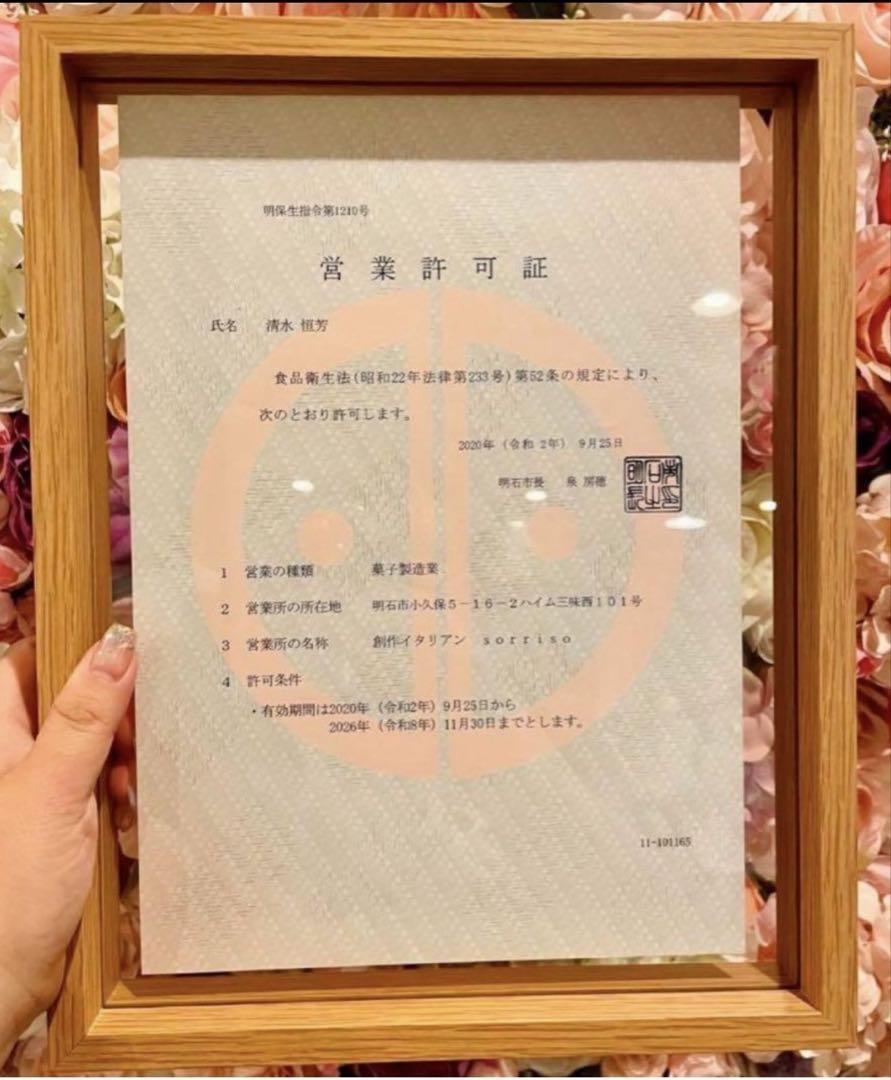 明保生指令第1210号
営業許可証
氏名 清水 恒芳
食品衛生法(昭和22年法律第233号)第52条の規定により、
次のとおり許可します。
2020年 (令和 2年) 9月25日
明石市長 泉 房穂
1 営業の種類 菓子製造業
2 営業所の所在地 明石市小久保5-16-2ハイム三味西101号
3 営業所の名称 創作イタリアン sorriso
4 許可条件
・有効期間は2020年 (令和2年) 9月25日から
2026年 (令和8年) 11月30日までとします。
11-101165